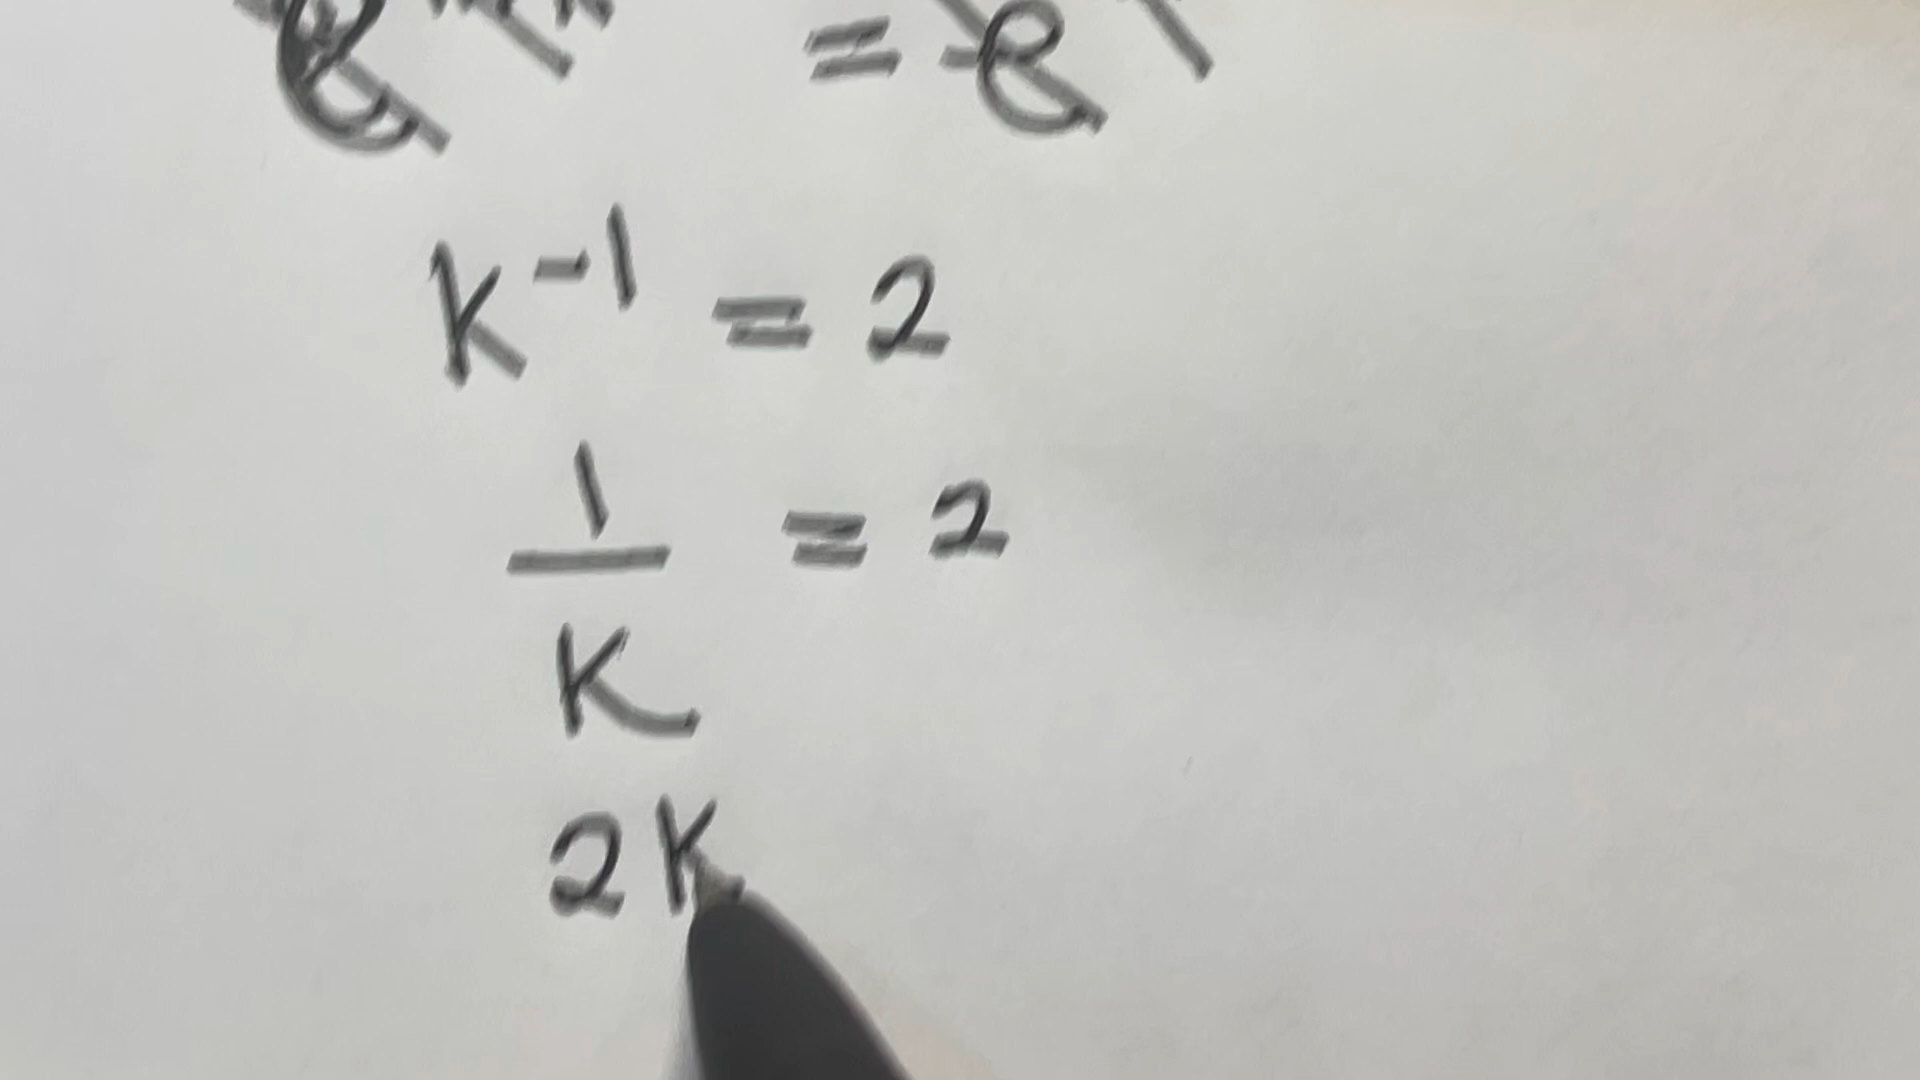 = e
K⁻¹ = 2
1
= 2
K
2K